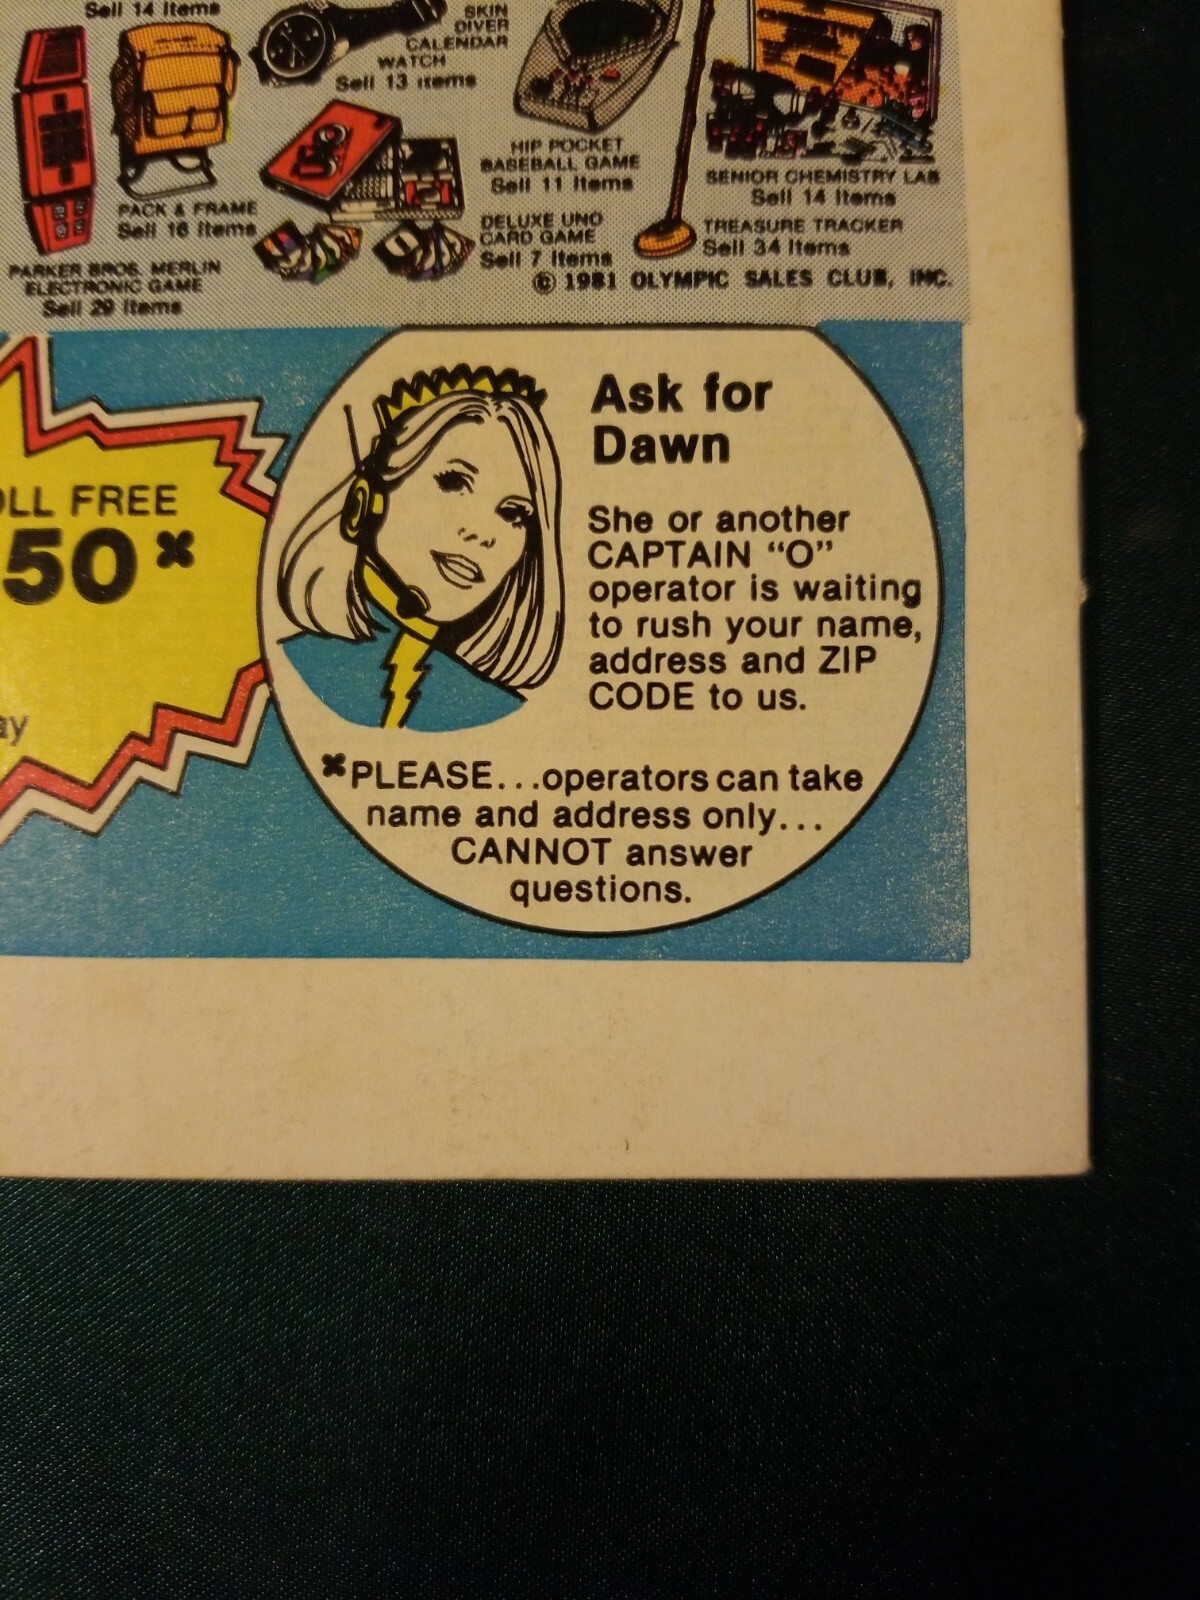 Sell 14 Items
SKIN
DIVER
CALENDAR
WATCH
Sell 13 Items
HIP POCKET
BASEBALL GAME
Sell 11 Items
SENIOR CHEMISTRY LAB
Sell 14 Items
PACK & FRAME
Sell 16 Items
DELUXE UNO
CARD GAME
Sell 7 Items
TREASURE TRACKER
Sell 34 Items
PARKER BROS. MERLIN
ELECTRONIC GAME
Sell 29 Items
© 1981 OLYMPIC SALES CLUB, INC.
OLL FREE
50*
ay
Ask for
Dawn
She or another
CAPTAIN “O”
operator is waiting
to rush your name,
address and ZIP
CODE to us.
*PLEASE...operators can take
name and address only...
CANNOT answer
questions.